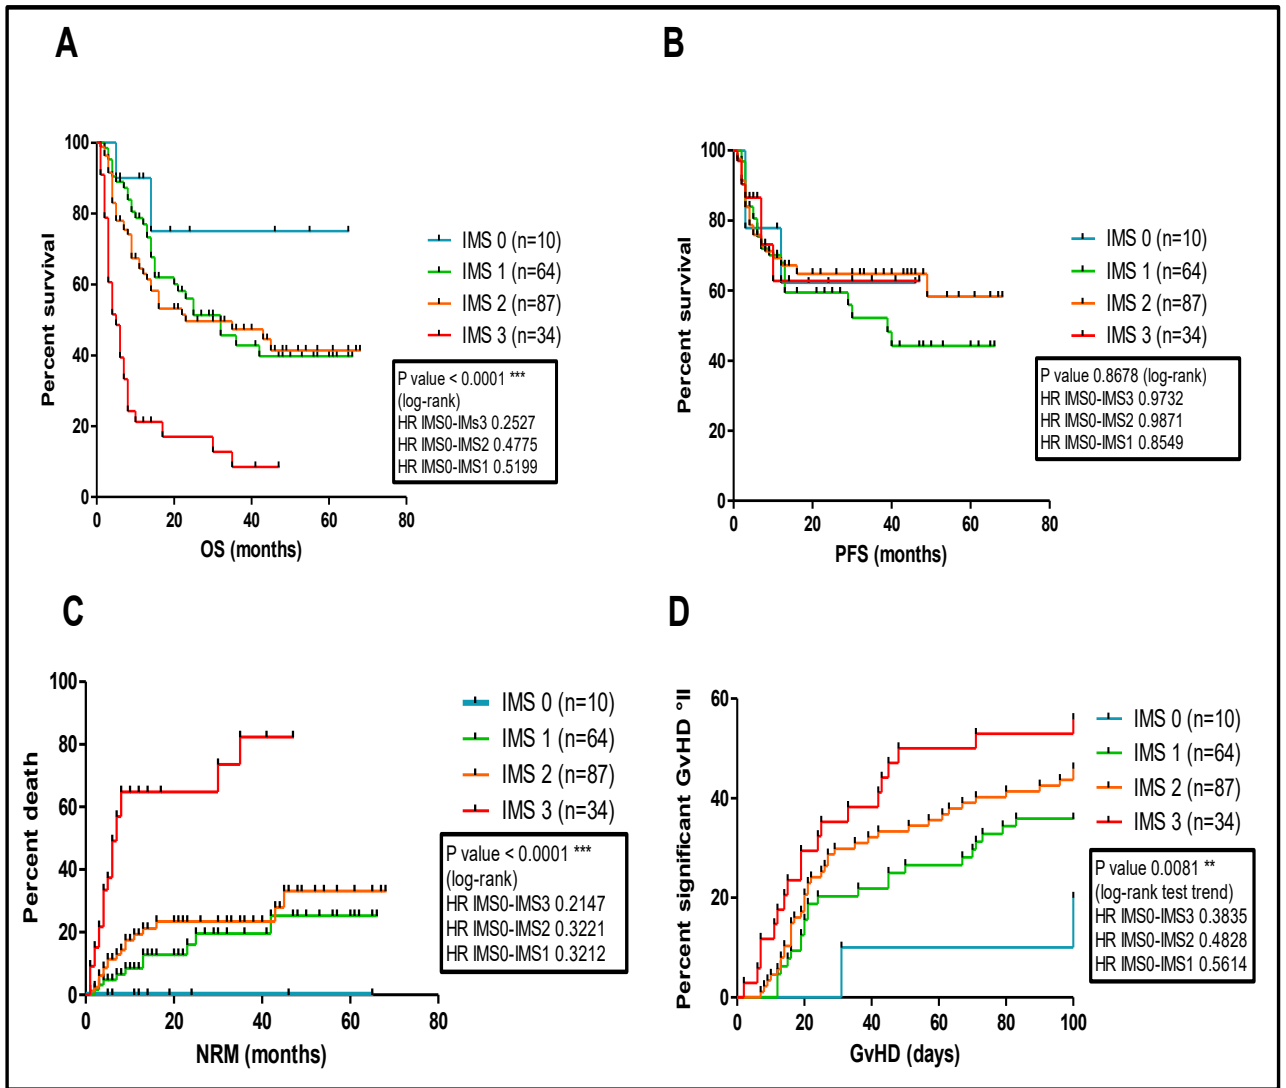 A
100
80
60
40
20
0
Percent survival
0 20 40 60 80
OS (months)
IMS 0 (n=10)
IMS 1 (n=64)
IMS 2 (n=87)
IMS 3 (n=34)
P value < 0.0001 ***
(log-rank)
HR IMS0-IMs3 0.2527
HR IMS0-IMS2 0.4775
HR IMS0-IMS1 0.5199
B
100
80
60
40
20
0
Percent survival
0 20 40 60 80
PFS (months)
IMS 0 (n=10)
IMS 1 (n=64)
IMS 2 (n=87)
IMS 3 (n=34)
P value 0.8678 (log-rank)
HR IMS0-IMS3 0.9732
HR IMS0-IMS2 0.9871
HR IMS0-IMS1 0.8549
C
100
80
60
40
20
0
Percent death
0 20 40 60 80
NRM (months)
IMS 0 (n=10)
IMS 1 (n=64)
IMS 2 (n=87)
IMS 3 (n=34)
P value < 0.0001 ***
(log-rank)
HR IMS0-IMS3 0.2147
HR IMS0-IMS2 0.3221
HR IMS0-IMS1 0.3212
D
60
40
20
0
Percent significant GvHD °II
0 20 40 60 80 100
GvHD (days)
IMS 0 (n=10)
IMS 1 (n=64)
IMS 2 (n=87)
IMS 3 (n=34)
P value 0.0081 **
(log-rank test trend)
HR IMS0-IMS3 0.3835
HR IMS0-IMS2 0.4828
HR IMS0-IMS1 0.5614